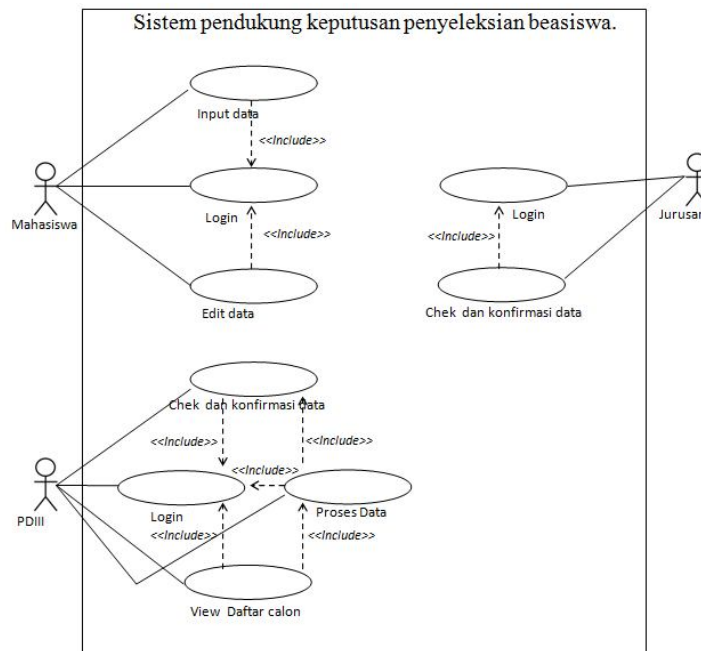 Sistem pendukung keputusan penyeleksian beasiswa.
Input data
<<Include>>
Mahasiswa
Login
<<Include>>
Edit data
Login
<<Include>>
Jurusan
Chek dan konfirmasi data
Chek dan konfirmasi data
<<Include>>
<<Include>>
<<Include>>
PDIII
Login
Proses Data
<<Include>>
<<Include>>
View Daftar calon